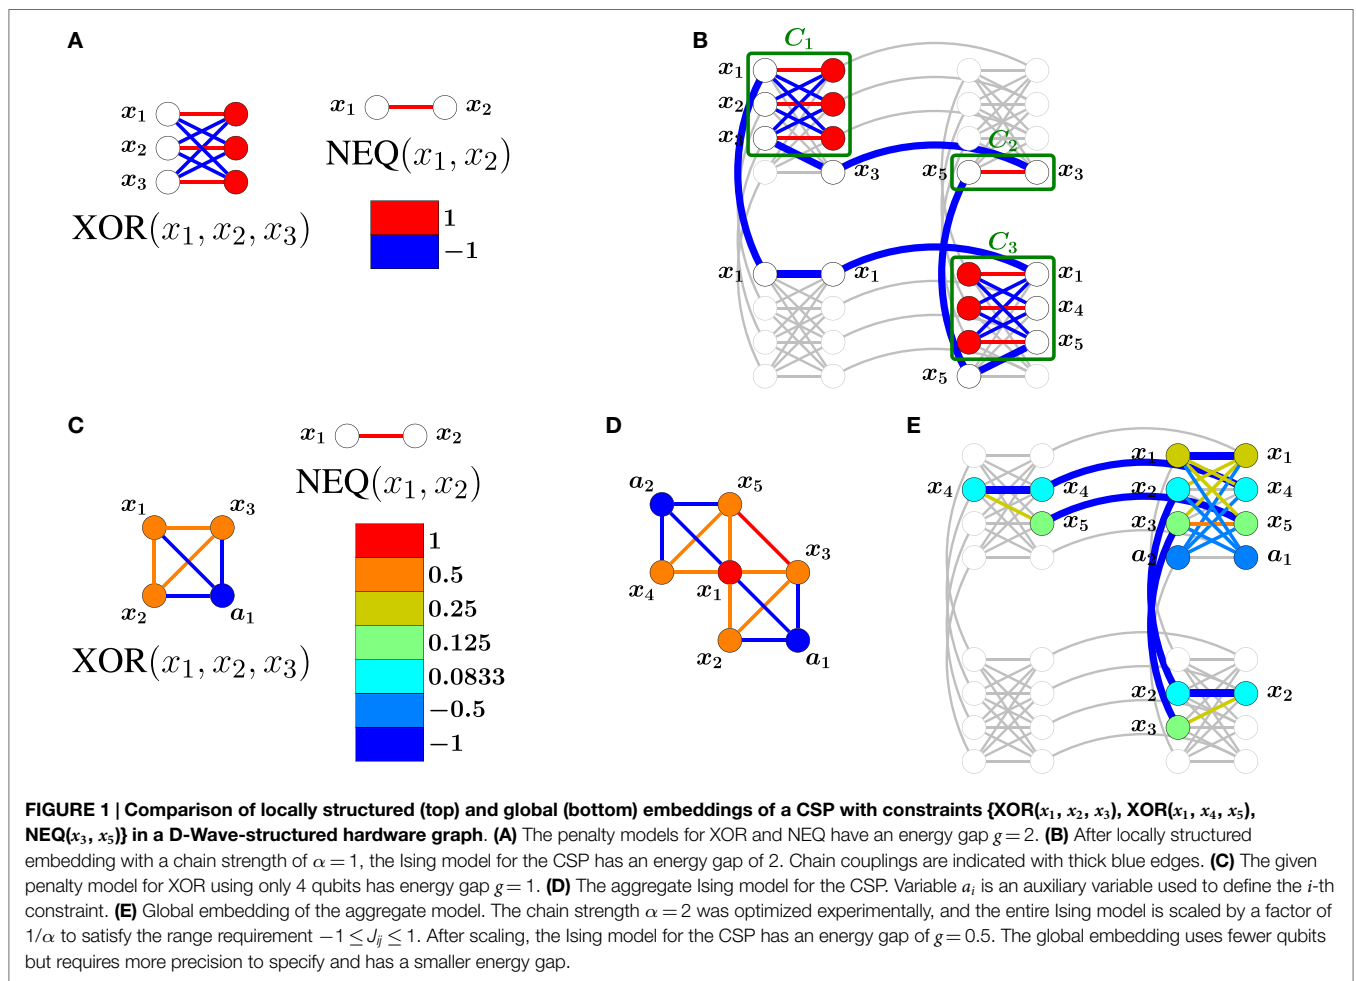 A
x1
x2
x3
XOR(x1, x2, x3)
x1 x2
NEQ(x1, x2)
1
−1
B
C1
x1
x2
x3
x3
C2
x5 x3
x1 x1
C3
x1
x4
x5
x5
C
x1 x3
x2 a1
XOR(x1, x2, x3)
x1 x2
NEQ(x1, x2)
1
0.5
0.25
0.125
0.0833
−0.5
−1
D
a2 x5
x3
x4 x1
x2 a1
E
x1 x1
x4 x4 x2 x4
x5 x3 x5
a2 a1
x2 x2
x3
FIGURE 1 | Comparison of locally structured (top) and global (bottom) embeddings of a CSP with constraints {XOR(x1, x2, x3), XOR(x1, x4, x5),
NEQ(x3, x5)} in a D-Wave-structured hardware graph. (A) The penalty models for XOR and NEQ have an energy gap g = 2. (B) After locally structured
embedding with a chain strength of α = 1, the Ising model for the CSP has an energy gap of 2. Chain couplings are indicated with thick blue edges. (C) The given
penalty model for XOR using only 4 qubits has energy gap g = 1. (D) The aggregate Ising model for the CSP. Variable ai is an auxiliary variable used to define the i-th
constraint. (E) Global embedding of the aggregate model. The chain strength α = 2 was optimized experimentally, and the entire Ising model is scaled by a factor of
1/α to satisfy the range requirement −1 ≤ Jij ≤ 1. After scaling, the Ising model for the CSP has an energy gap of g = 0.5. The global embedding uses fewer qubits
but requires more precision to specify and has a smaller energy gap.